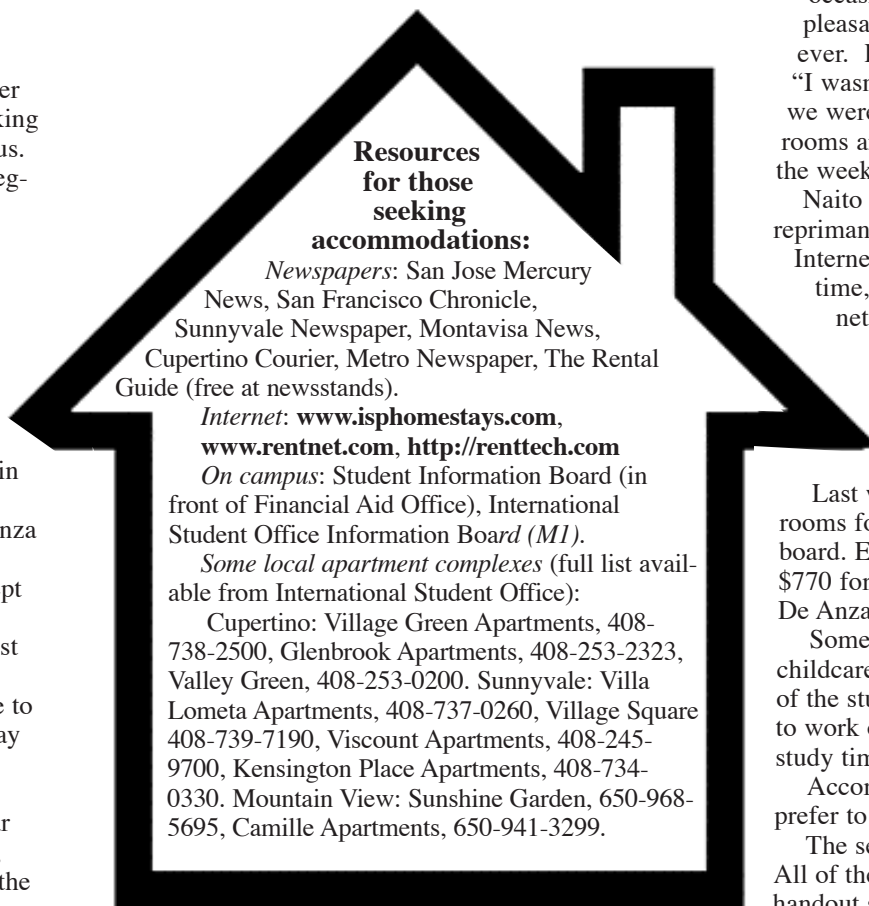 er
king
us.
eg-
in
nza
pt
st
e to
ay
ar
the
Resources
for those
seeking
accommodations:
Newspapers: San Jose Mercury
News, San Francisco Chronicle,
Sunnyvale Newspaper, Montavisa News,
Cupertino Courier, Metro Newspaper, The Rental
Guide (free at newsstands).
Internet: www.isphomestays.com,
www.rentnet.com, http://renttech.com
On campus: Student Information Board (in
front of Financial Aid Office), International
Student Office Information Board (M1).
Some local apartment complexes (full list avail-
able from International Student Office):
Cupertino: Village Green Apartments, 408-
738-2500, Glenbrook Apartments, 408-253-2323,
Valley Green, 408-253-0200. Sunnyvale: Villa
Lometa Apartments, 408-737-0260, Village Square
408-739-7190, Viscount Apartments, 408-245-
9700, Kensington Place Apartments, 408-734-
0330. Mountain View: Sunshine Garden, 650-968-
5695, Camille Apartments, 650-941-3299.
pleasa
ever.
“I wasn
we were
rooms a
the week
Naito
repriman
Interne
time,
net
Last
rooms fo
board. E
$770 for
De Anza
Some
childcare
of the stu
to work
study tim
Accor
prefer to
The se
All of the
handout